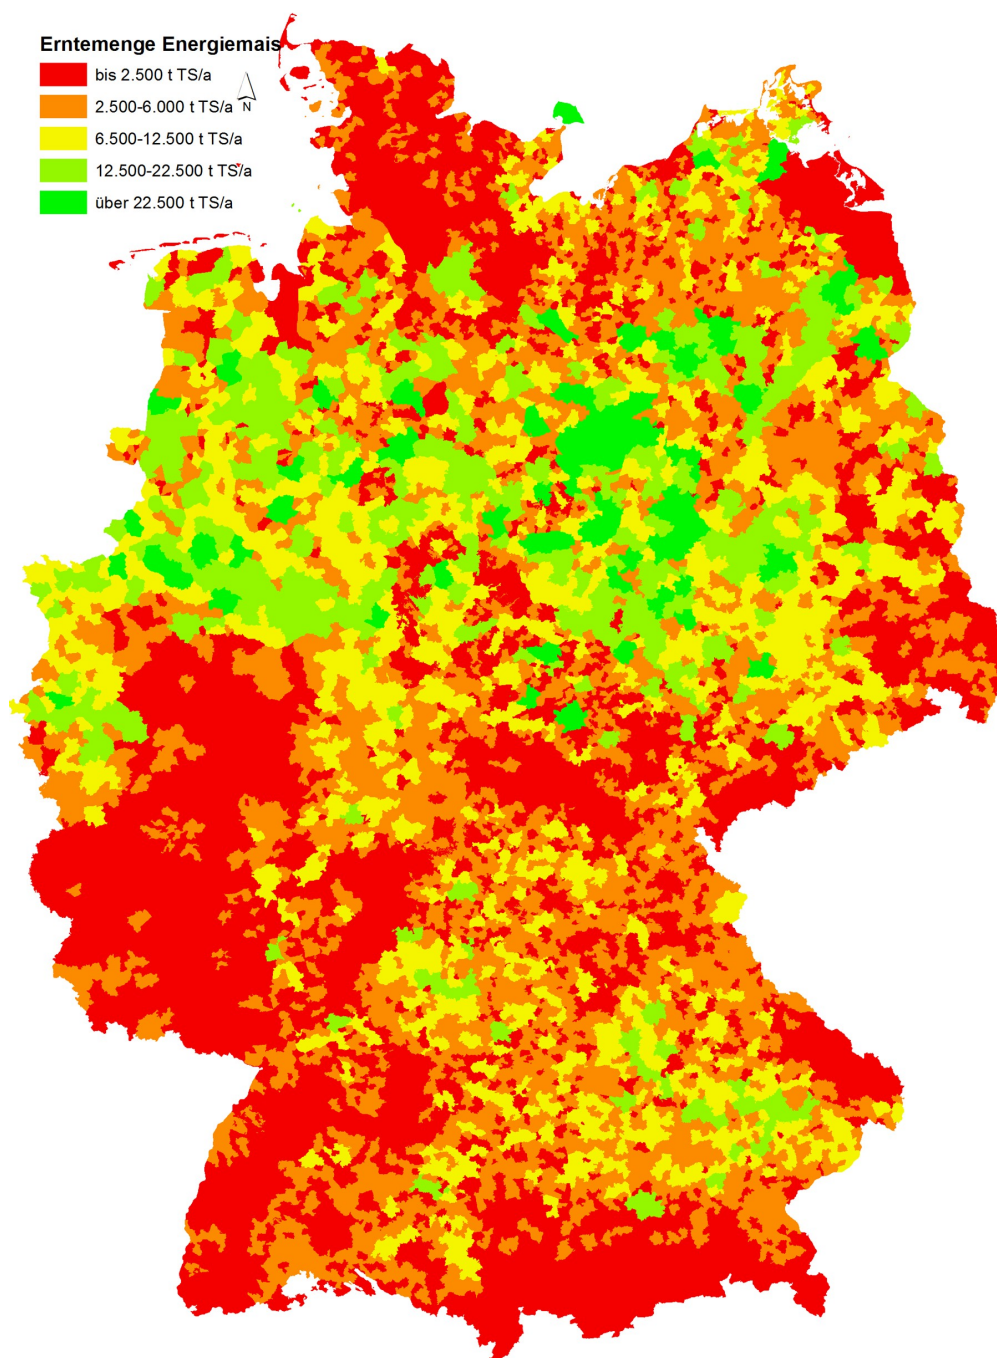 Erntemenge Energiemais
bis 2.500 t TS/a
2.500-6.000 t TS/a
N
6.500-12.500 t TS/a
12.500-22.500 t TS/a
über 22.500 t TS/a